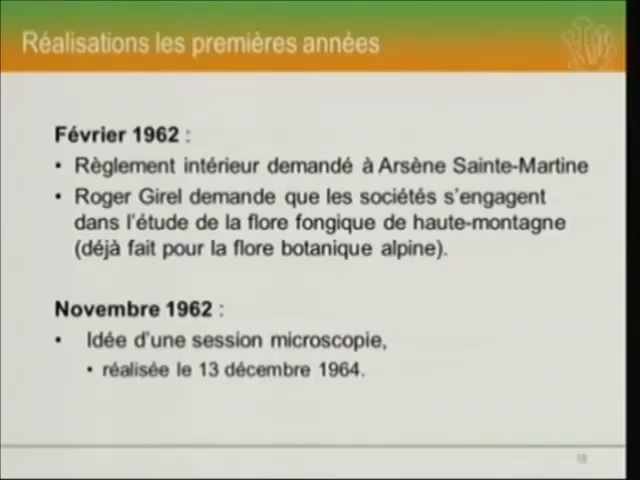 Réalisations les premières années
Février 1962 :
• Règlement intérieur demandé à Arsène Sainte-Martine
• Roger Girel demande que les sociétés s'engagent
dans l'étude de la flore fongique de haute-montagne
(déjà fait pour la flore botanique alpine).
Novembre 1962 :
• Idée d'une session microscopie,
• réalisée le 13 décembre 1964.